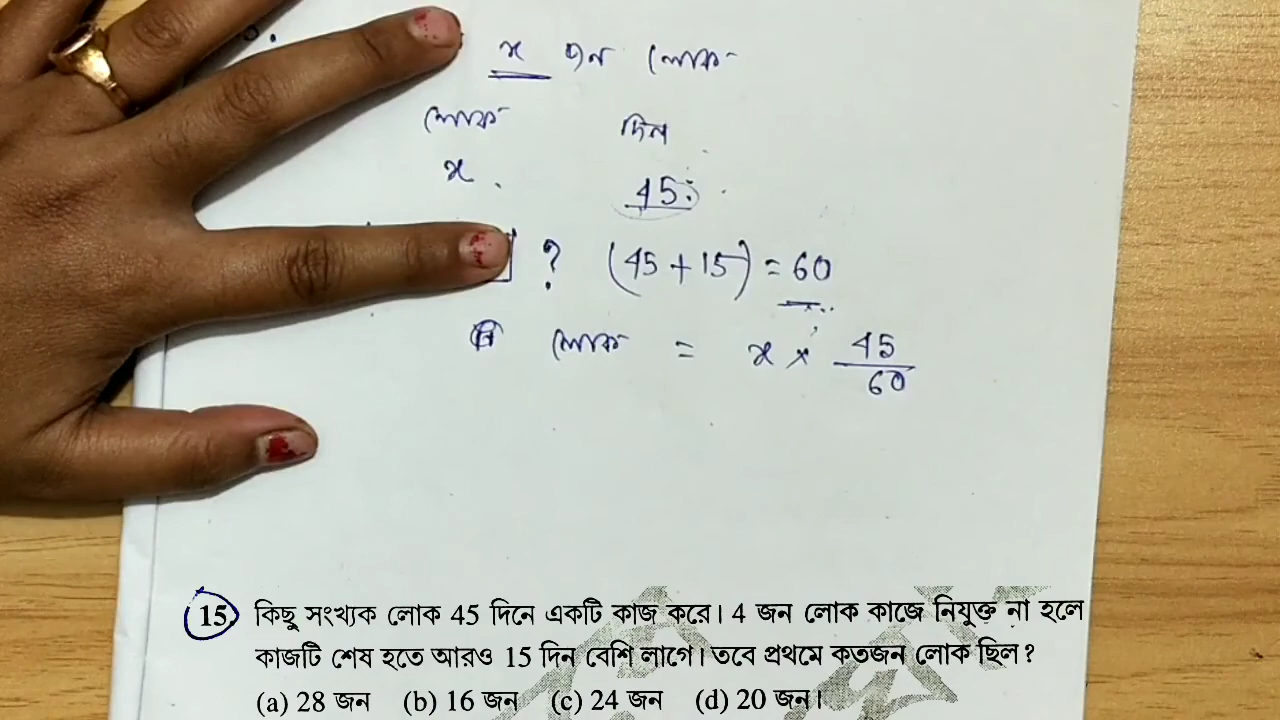 x জন লোক
লোক দিন
x 45
? (45 + 15) = 60
লোক = x × 45/60
15 কিছু সংখ্যক লোক 45 দিনে একটি কাজ করে। 4 জন লোক কাজে নিযুক্ত না হলে
কাজটি শেষ হতে আরও 15 দিন বেশি লাগে। তবে প্রথমে কতজন লোক ছিল?
(a) 28 জন (b) 16 জন (c) 24 জন (d) 20 জন।